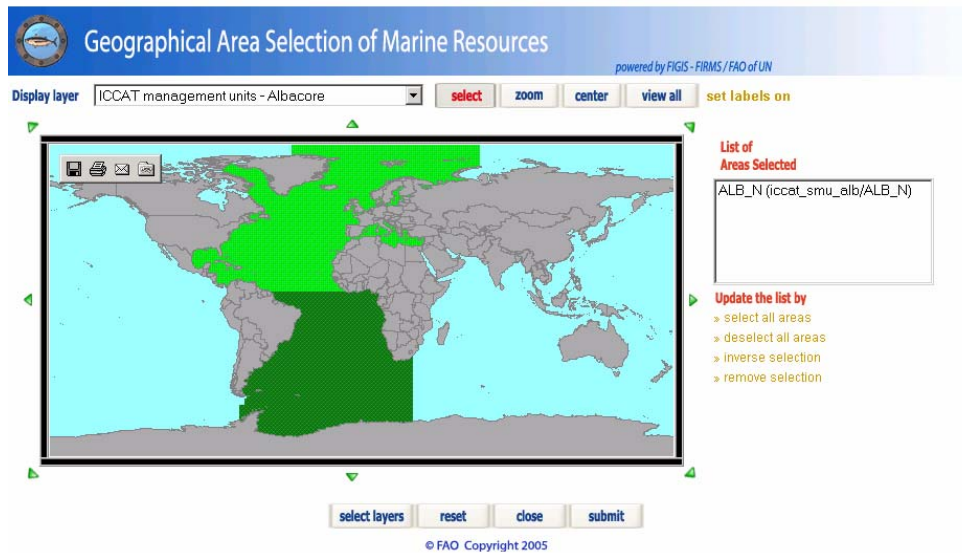 Geographical Area Selection of Marine Resources
powered by FIGIS - FIRMS / FAO of UN
Display layer ICCAT management units - Albacore select zoom center view all set labels on
List of
Areas Selected
ALB_N (iccat_smu_alb/ALB_N)
Update the list by
» select all areas
» deselect all areas
» inverse selection
» remove selection
select layers reset close submit
© FAO Copyright 2005